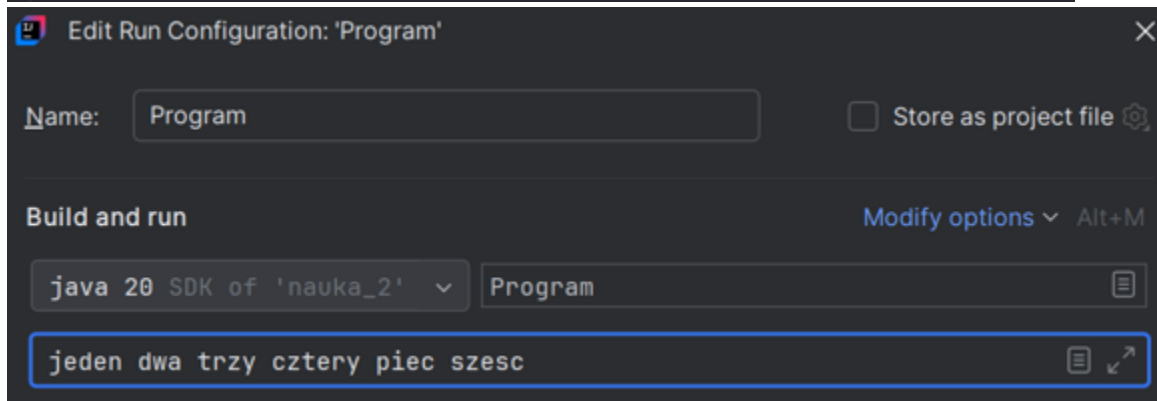 Edit Run Configuration: 'Program'
Name: Program Store as project file
Build and run Modify options Alt+M
java 20 SDK of 'nauka_2' Program
jeden dwa trzy cztery piec szesc